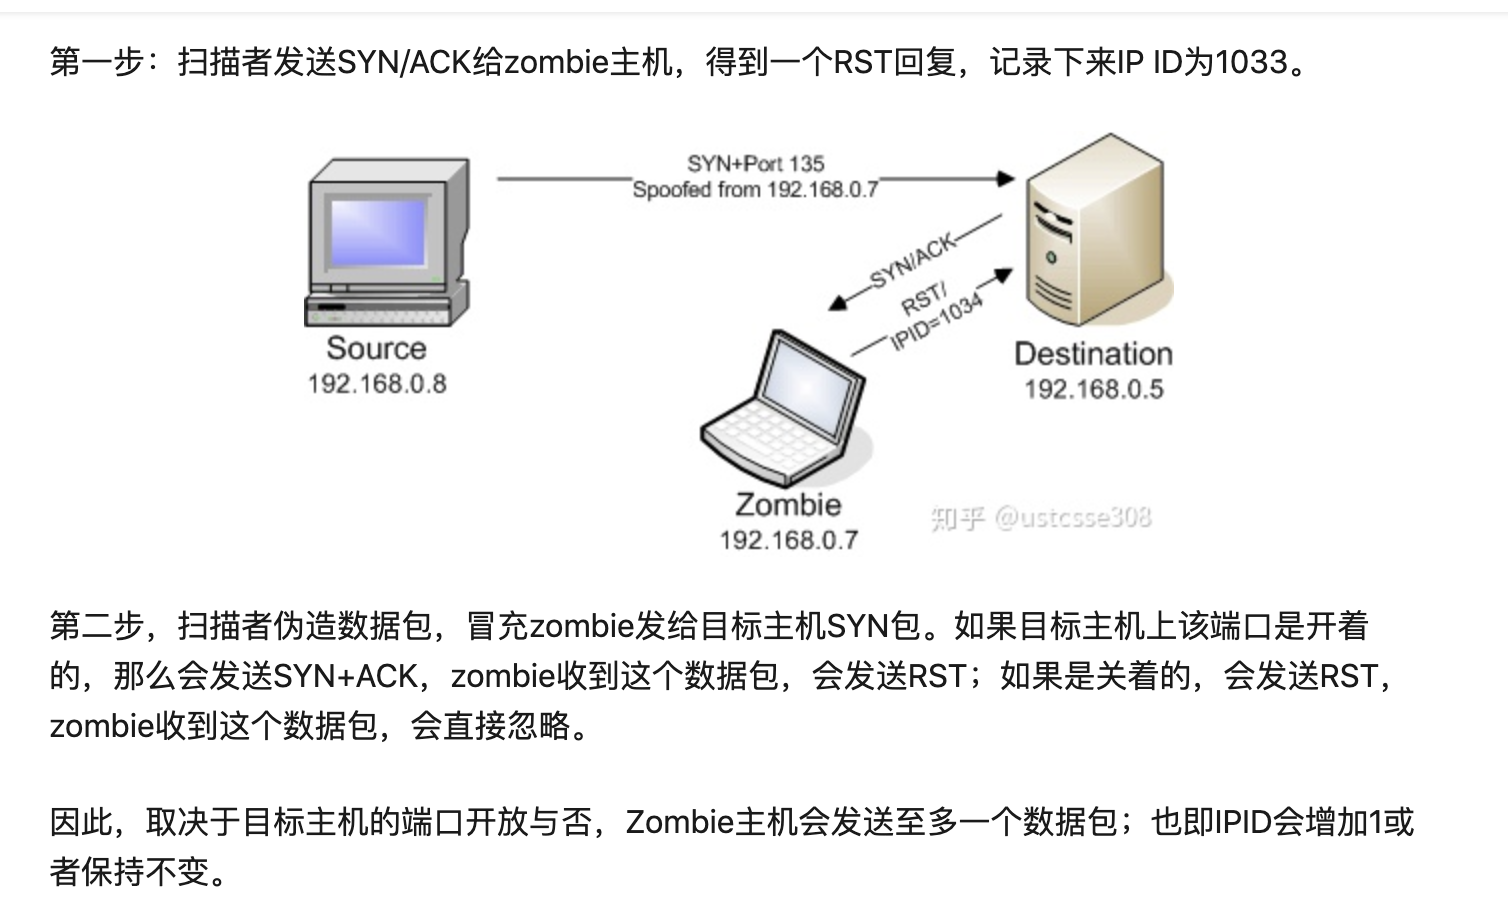 第一步：扫描者发送SYN/ACK给zombie主机，得到一个RST回复，记录下来IP ID为1033。
SYN+Port 135
Spoofed from 192.168.0.7
SYN/ACK
RST/
IPID=1034
Source
192.168.0.8
Destination
192.168.0.5
Zombie
192.168.0.7
知乎 @ustcsse308
第二步，扫描者伪造数据包，冒充zombie发给目标主机SYN包。如果目标主机上该端口是开着
的，那么会发送SYN+ACK，zombie收到这个数据包，会发送RST；如果是关着的，会发送RST，
zombie收到这个数据包，会直接忽略。
因此，取决于目标主机的端口开放与否，Zombie主机会发送至多一个数据包；也即IPID会增加1或
者保持不变。